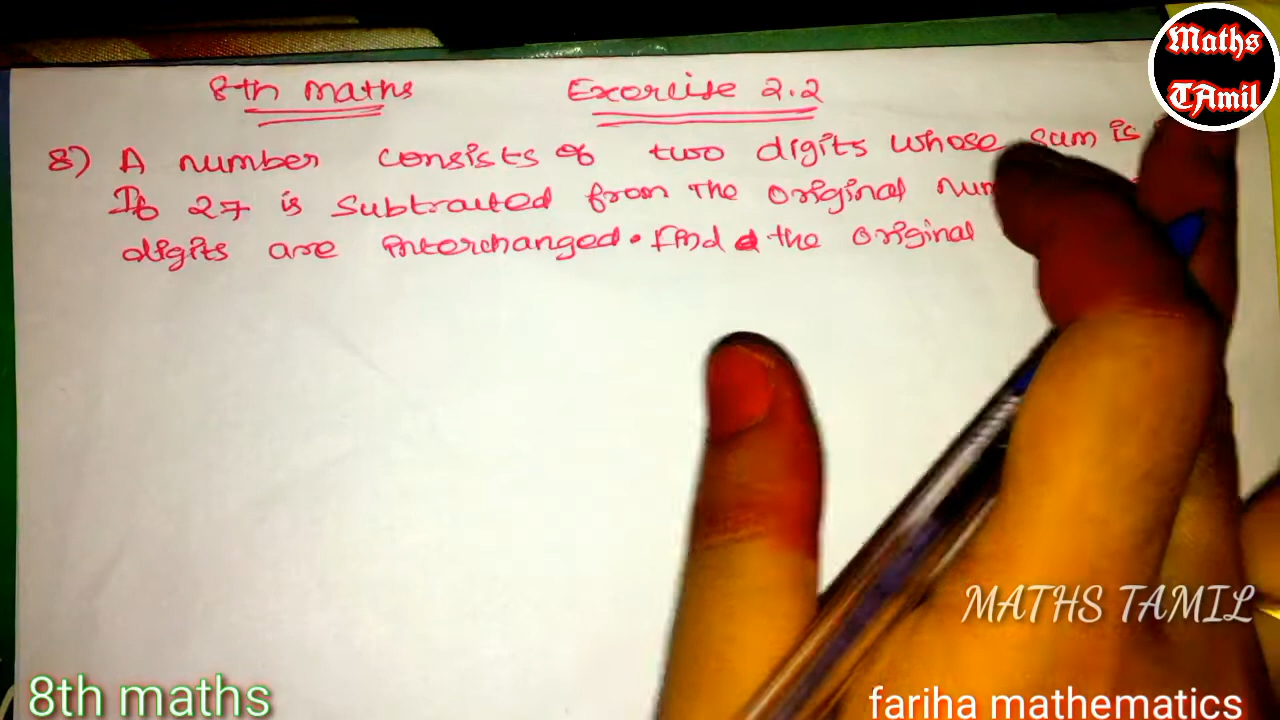 Maths
TAmil
8th maths Exercise 2.2
8) A number consists of two digits whose sum is
If 27 is Subtracted from the original
digits are interchanged. Find the original
MATHS TAMIL
8th maths
fariha mathematics